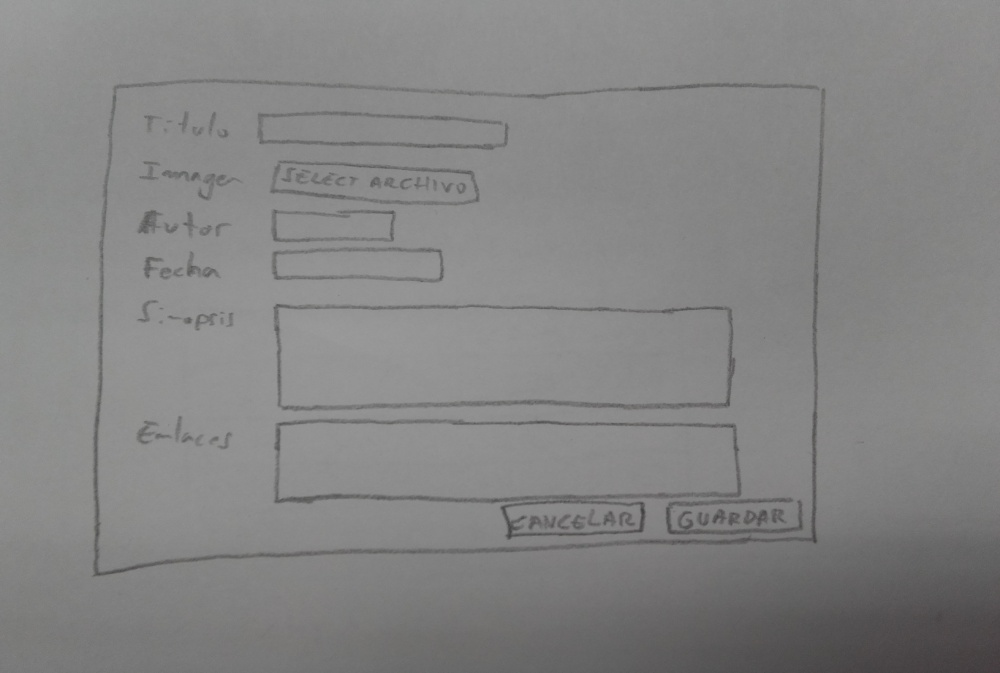 Titulo
Imagen SELECT ARCHIVO
Autor
Fecha
Sinopsis
Enlaces
CANCELAR GUARDAR